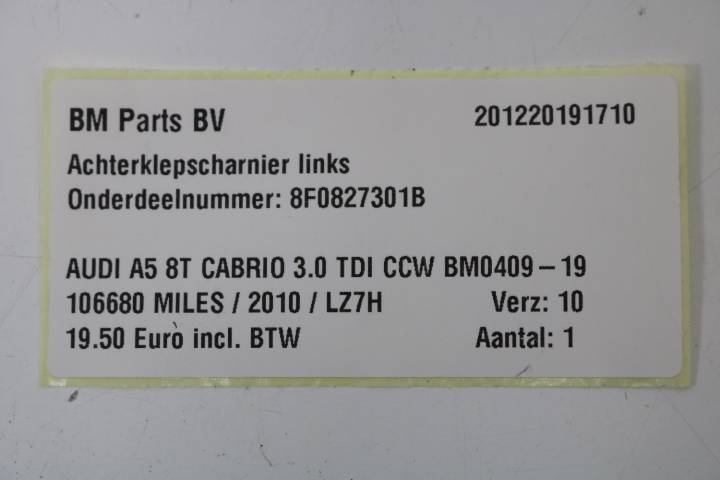 BM Parts BV 201220191710
Achterklepscharnier links
Onderdeelnummer: 8F0827301B
AUDI A5 8T CABRIO 3.0 TDI CCW BM0409-19
106680 MILES / 2010 / LZ7H Verz: 10
19.50 Euro incl. BTW Aantal: 1